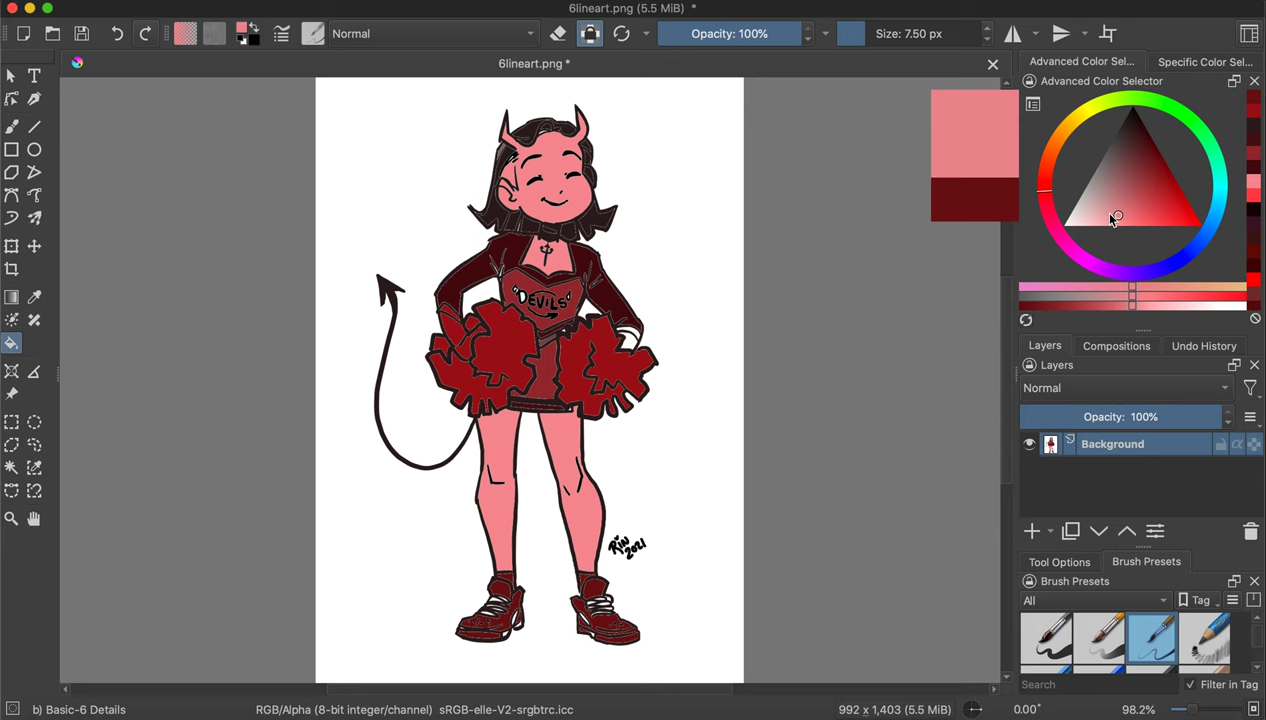 6lineart.png (5.5 MiB) *
Normal
Opacity: 100%
Size: 7.50 px
6lineart.png *
Advanced Color Sel...
Specific Color Sel...
Advanced Color Selector
DEVILS
RIN
2021
Layers
Compositions
Undo History
Layers
Normal
Opacity: 100%
Background
Tool Options
Brush Presets
Brush Presets
All
Tag
Search
Filter in Tag
b) Basic-6 Details
RGB/Alpha (8-bit integer/channel) sRGB-elle-V2-srgbtrc.icc
992 x 1,403 (5.5 MiB)
0.00°
98.2%